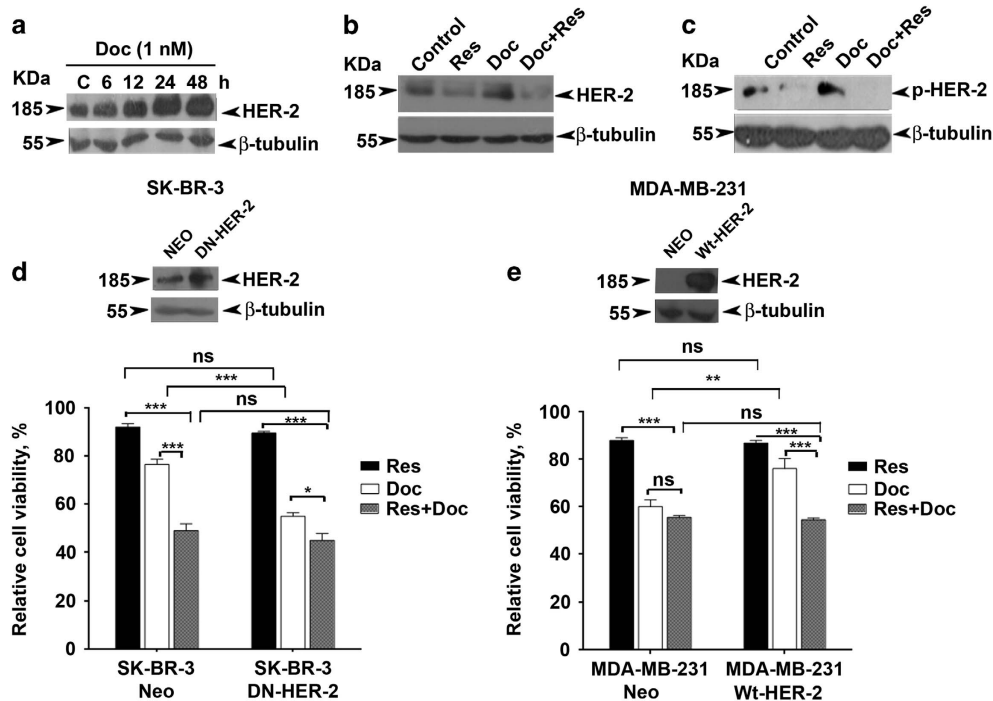 a
Doc (1 nM)
KDa C 6 12 24 48 h
185 HER-2
55 β-tubulin
b
Control Res Doc Doc+Res
KDa
185 HER-2
55 β-tubulin
c
Control Res Doc Doc+Res
KDa
185 p-HER-2
55 β-tubulin
SK-BR-3
d
NEO DN-HER-2
185 HER-2
55 β-tubulin
ns
***
ns
*** ***
*** *
Relative cell viability, %
100
80
60
40
20
0
Res
Doc
Res+Doc
SK-BR-3 SK-BR-3
Neo DN-HER-2
MDA-MB-231
e
NEO Wt-HER-2
185 HER-2
55 β-tubulin
ns
**
ns
*** ***
ns ***
Relative cell viability, %
100
80
60
40
20
0
Res
Doc
Res+Doc
MDA-MB-231 MDA-MB-231
Neo Wt-HER-2